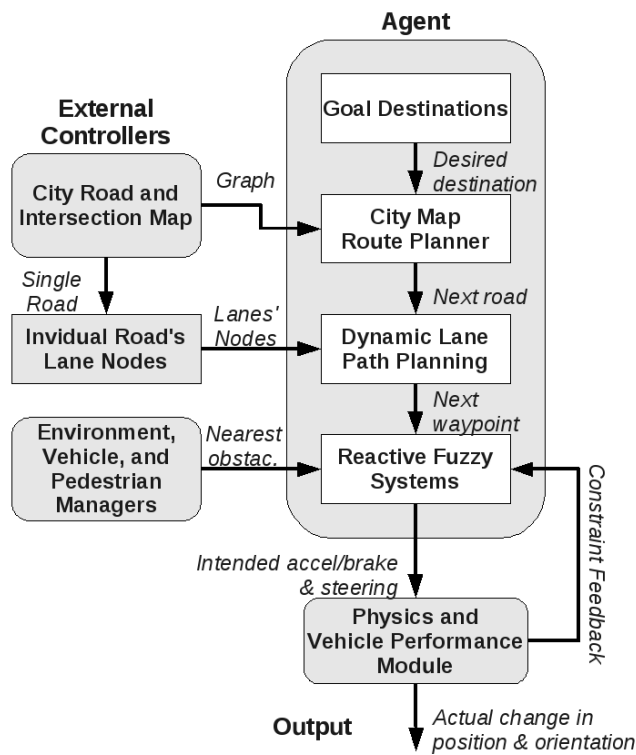 Agent
External
Controllers
Goal Destinations
Desired
destination
City Road and
Intersection Map
Graph
City Map
Route Planner
Single
Road
Next road
Invidual Road's
Lane Nodes
Lanes'
Nodes
Dynamic Lane
Path Planning
Next
waypoint
Environment,
Vehicle, and
Pedestrian
Managers
Nearest
obstac.
Reactive Fuzzy
Systems
Constraint Feedback
Intended accel/brake
& steering
Physics and
Vehicle Performance
Module
Output
Actual change in
position & orientation